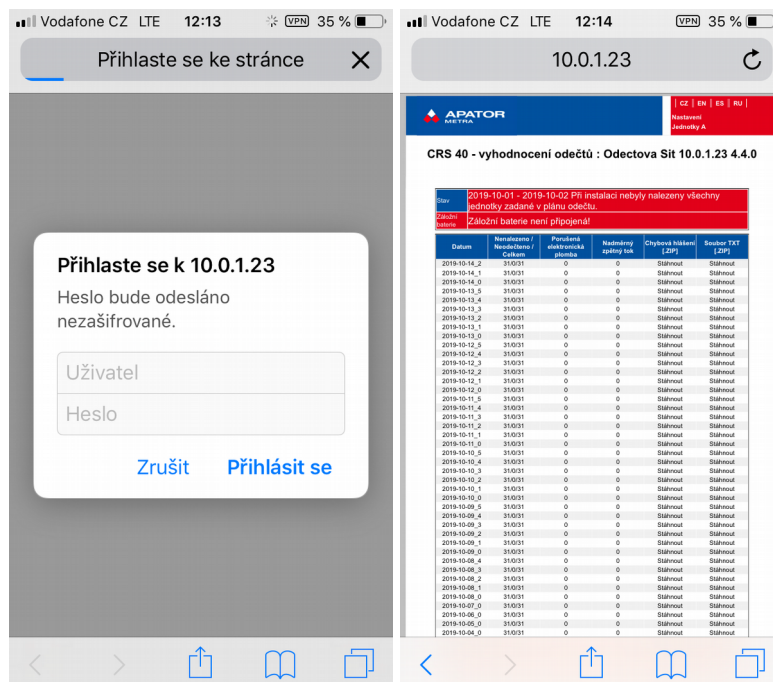 Vodafone CZ LTE 12:13 VPN 35 %
Přihlaste se ke stránce
Přihlaste se k 10.0.1.23
Heslo bude odesláno
nezašifrované.
Uživatel
Heslo
Zrušit Přihlásit se
Vodafone CZ LTE 12:14 VPN 35 %
10.0.1.23
APATOR
METRA
| CZ | EN | ES | RU |
Nastaveni
Jednotky A
CRS 40 - vyhodnocení odečtů : Odectova Sit 10.0.1.23 4.4.0
Stav 2019-10-01 - 2019-10-02 Při instalaci nebyly nalezeny všechny
jednotky zadané v plánu odečtu.
Záložní baterie Záložní baterie není připojená!
Datum Nenalezeno / Neodečteno / Celkem Porušená elektronická plomba Nadměrný zpětný tok Chybová hlášení [.ZIP] Soubor TXT [.ZIP]
2019-10-14_2 31/0/31 0 0 Stáhnout Stáhnout
2019-10-14_1 31/0/31 0 0 Stáhnout Stáhnout
2019-10-14_0 31/0/31 0 0 Stáhnout Stáhnout
2019-10-13_5 31/0/31 0 0 Stáhnout Stáhnout
2019-10-13_4 31/0/31 0 0 Stáhnout Stáhnout
2019-10-13_3 31/0/31 0 0 Stáhnout Stáhnout
2019-10-13_2 31/0/31 0 0 Stáhnout Stáhnout
2019-10-13_1 31/0/31 0 0 Stáhnout Stáhnout
2019-10-13_0 31/0/31 0 0 Stáhnout Stáhnout
2019-10-12_5 31/0/31 0 0 Stáhnout Stáhnout
2019-10-12_4 31/0/31 0 0 Stáhnout Stáhnout
2019-10-12_3 31/0/31 0 0 Stáhnout Stáhnout
2019-10-12_2 31/0/31 0 0 Stáhnout Stáhnout
2019-10-12_1 31/0/31 0 0 Stáhnout Stáhnout
2019-10-12_0 31/0/31 0 0 Stáhnout Stáhnout
2019-10-11_5 31/0/31 0 0 Stáhnout Stáhnout
2019-10-11_4 31/0/31 0 0 Stáhnout Stáhnout
2019-10-11_3 31/0/31 0 0 Stáhnout Stáhnout
2019-10-11_2 31/0/31 0 0 Stáhnout Stáhnout
2019-10-11_1 31/0/31 0 0 Stáhnout Stáhnout
2019-10-11_0 31/0/31 0 0 Stáhnout Stáhnout
2019-10-10_5 31/0/31 0 0 Stáhnout Stáhnout
2019-10-10_4 31/0/31 0 0 Stáhnout Stáhnout
2019-10-10_3 31/0/31 0 0 Stáhnout Stáhnout
2019-10-10_2 31/0/31 0 0 Stáhnout Stáhnout
2019-10-10_1 31/0/31 0 0 Stáhnout Stáhnout
2019-10-10_0 31/0/31 0 0 Stáhnout Stáhnout
2019-10-09_5 31/0/31 0 0 Stáhnout Stáhnout
2019-10-09_4 31/0/31 0 0 Stáhnout Stáhnout
2019-10-09_3 31/0/31 0 0 Stáhnout Stáhnout
2019-10-09_2 31/0/31 0 0 Stáhnout Stáhnout
2019-10-09_1 31/0/31 0 0 Stáhnout Stáhnout
2019-10-09_0 31/0/31 0 0 Stáhnout Stáhnout
2019-10-08_4 31/0/31 0 0 Stáhnout Stáhnout
2019-10-08_3 31/0/31 0 0 Stáhnout Stáhnout
2019-10-08_2 31/0/31 0 0 Stáhnout Stáhnout
2019-10-08_1 31/0/31 0 0 Stáhnout Stáhnout
2019-10-08_0 31/0/31 0 0 Stáhnout Stáhnout
2019-10-07_0 31/0/31 0 0 Stáhnout Stáhnout
2019-10-06_0 31/0/31 0 0 Stáhnout Stáhnout
2019-10-05_0 31/0/31 0 0 Stáhnout Stáhnout
2019-10-04_0 31/0/31 0 0 Stáhnout Stáhnout